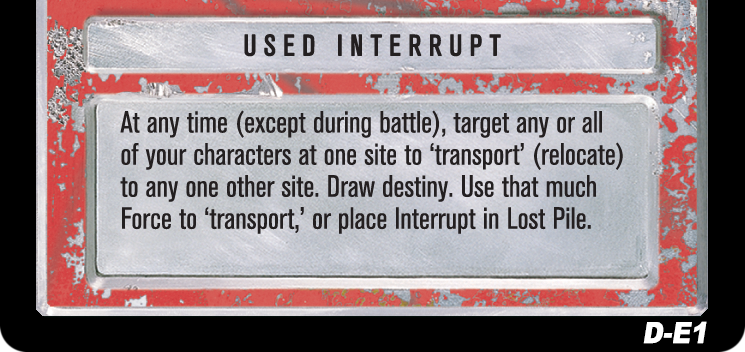 USED INTERRUPT
At any time (except during battle), target any or all
of your characters at one site to ‘transport’ (relocate)
to any one other site. Draw destiny. Use that much
Force to ‘transport,’ or place Interrupt in Lost Pile.
D-E1